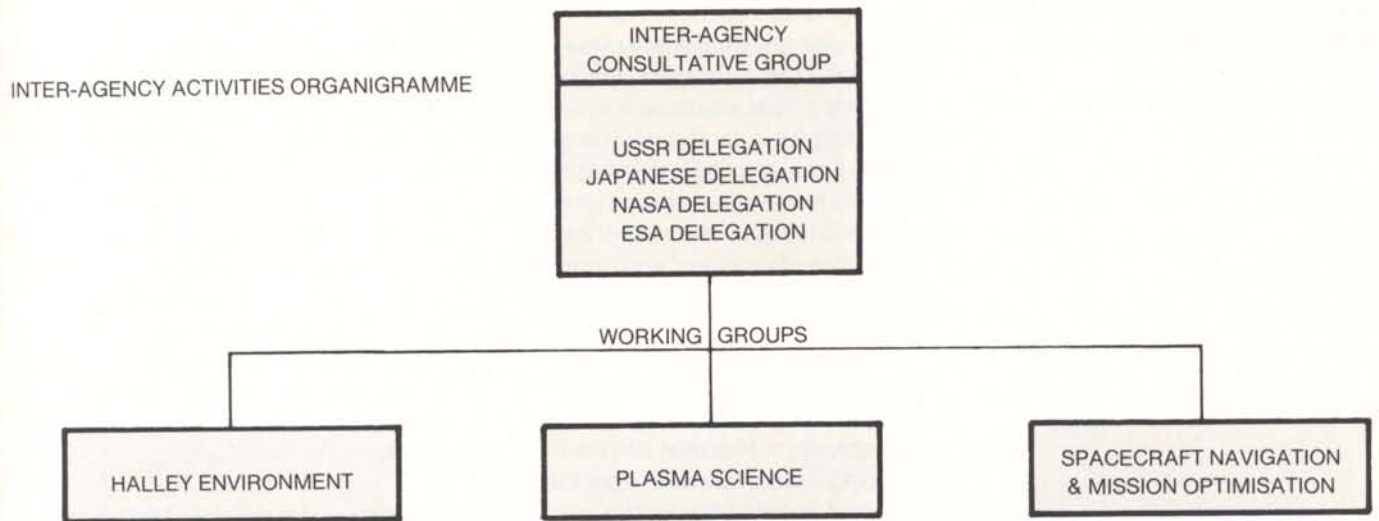 INTER-AGENCY
CONSULTATIVE GROUP
INTER-AGENCY ACTIVITIES ORGANIGRAMME
USSR DELEGATION
JAPANESE DELEGATION
NASA DELEGATION
ESA DELEGATION
WORKING GROUPS
HALLEY ENVIRONMENT
PLASMA SCIENCE
SPACECRAFT NAVIGATION
& MISSION OPTIMISATION